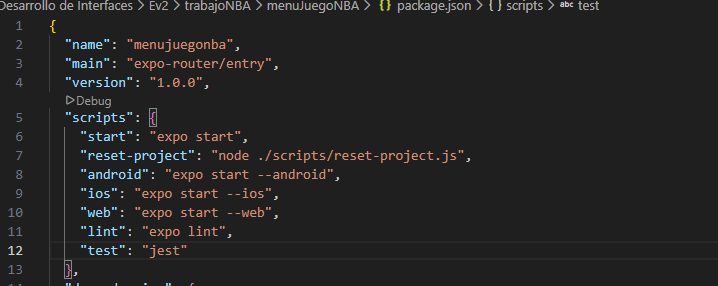 Desarrollo de Interfaces > Ev2 > trabajoNBA > menuJuegoNBA > {} package.json > {} scripts > abc test
1 {
2 "name": "menujuegonba",
3 "main": "expo-router/entry",
4 "version": "1.0.0",
Debug
5 "scripts": {
6 "start": "expo start",
7 "reset-project": "node ./scripts/reset-project.js",
8 "android": "expo start --android",
9 "ios": "expo start --ios",
10 "web": "expo start --web",
11 "lint": "expo lint",
12 "test": "jest"
13 },